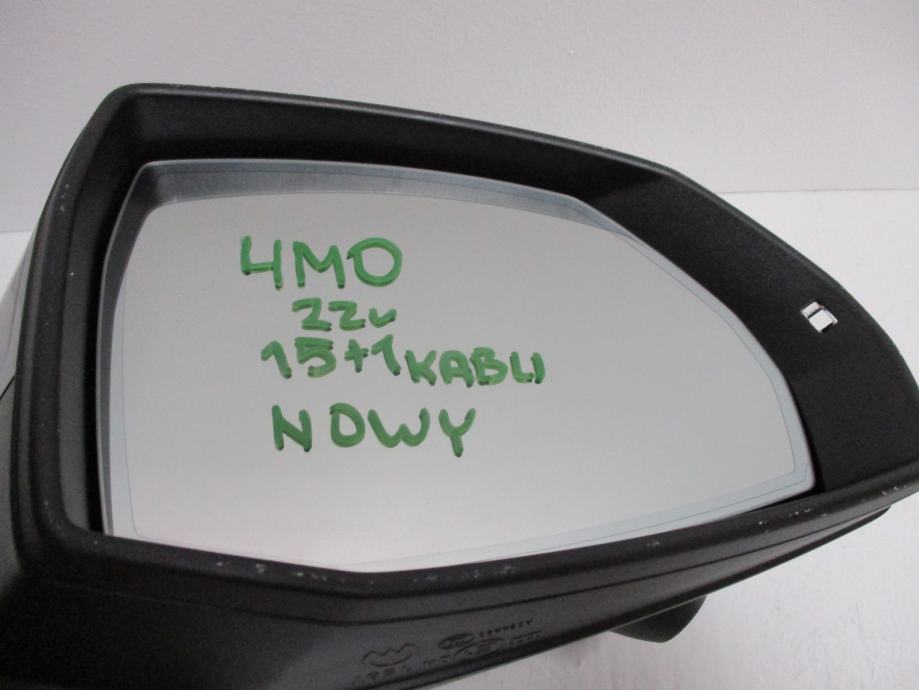 4MO
22v
15+1 KABLI
NOWY